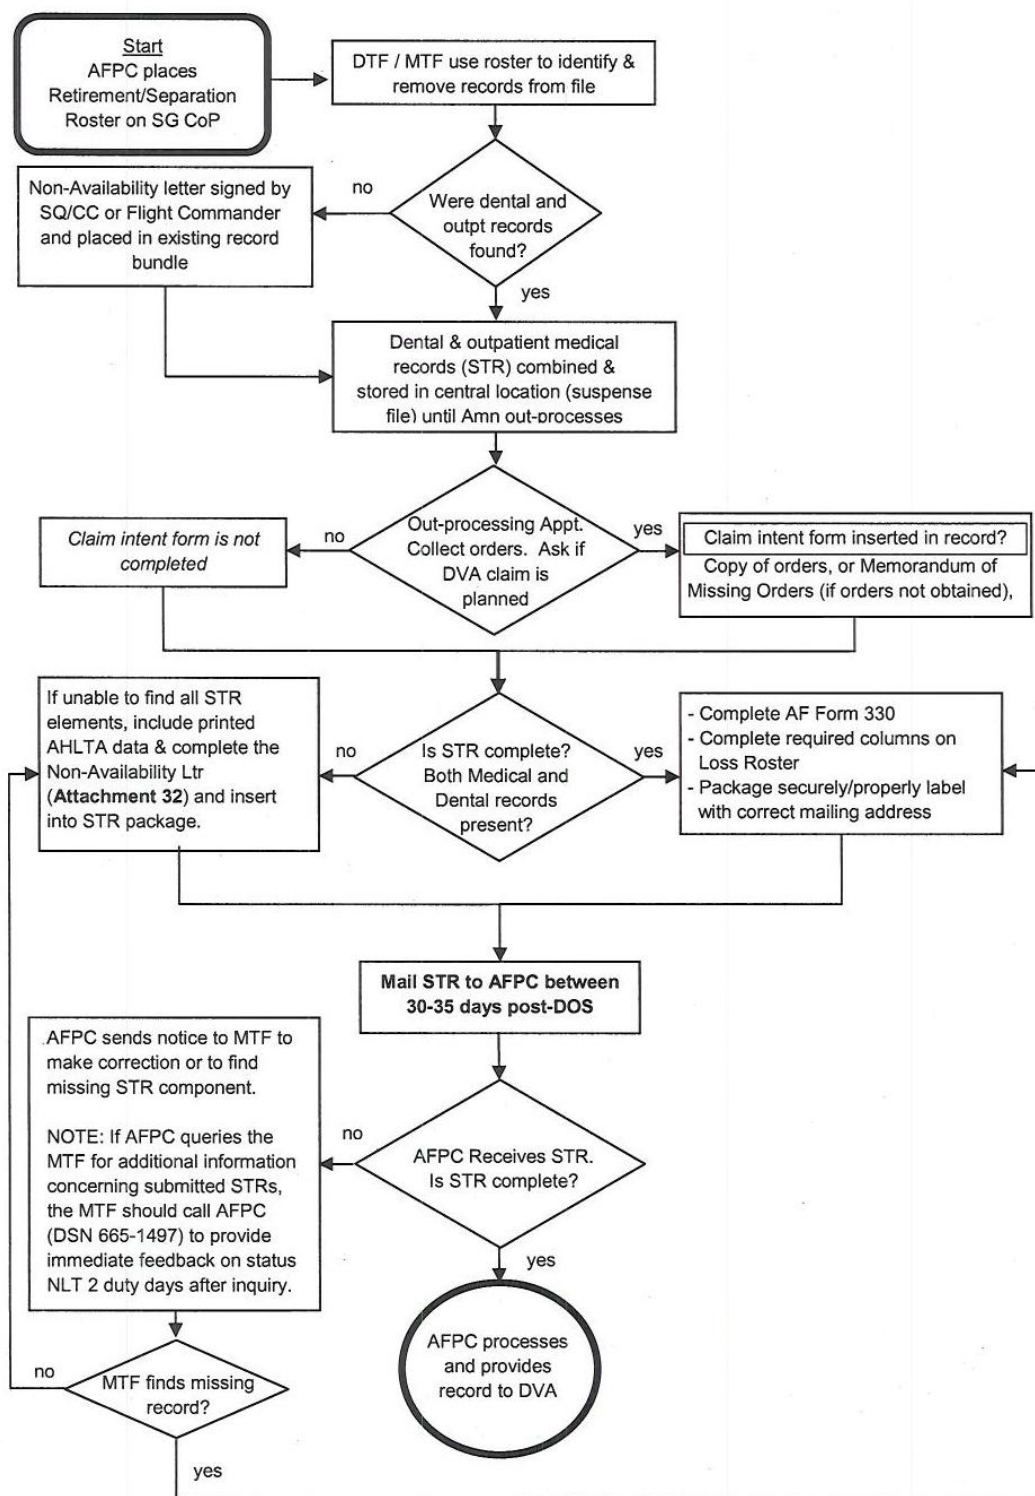 Start
AFPC places
Retirement/Separation
Roster on SG CoP
DTF / MTF use roster to identify &
remove records from file
Non-Availability letter signed by
SQ/CC or Flight Commander
and placed in existing record
bundle
no
Were dental and
outpt records
found?
yes
Dental & outpatient medical
records (STR) combined &
stored in central location (suspense
file) until Amn out-processes
Claim intent form is not
completed
no
Out-processing Appt.
Collect orders. Ask if
DVA claim is
planned
yes
Claim intent form inserted in record?
Copy of orders, or Memorandum of
Missing Orders (if orders not obtained),
If unable to find all STR
elements, include printed
AHLTA data & complete the
Non-Availability Ltr
(Attachment 32) and insert
into STR package.
no
Is STR complete?
Both Medical and
Dental records
present?
yes
- Complete AF Form 330
- Complete required columns on
Loss Roster
- Package securely/properly label
with correct mailing address
Mail STR to AFPC between
30-35 days post-DOS
AFPC sends notice to MTF to
make correction or to find
missing STR component.
NOTE: If AFPC queries the
MTF for additional information
concerning submitted STRs,
the MTF should call AFPC
(DSN 665-1497) to provide
immediate feedback on status
NLT 2 duty days after inquiry.
no
AFPC Receives STR.
Is STR complete?
yes
AFPC processes
and provides
record to DVA
no
MTF finds missing
record?
yes